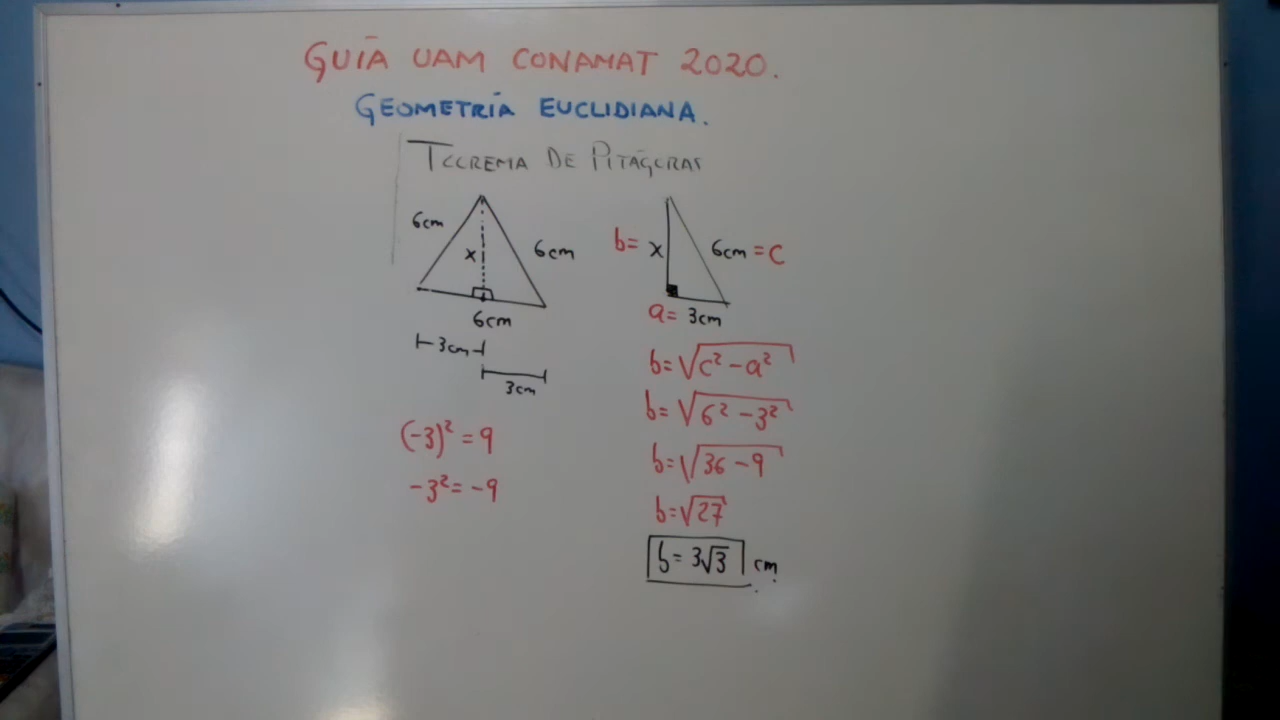 GUÍA UAM CONAMAT 2020.
GEOMETRÍA EUCLIDIANA.
TEOREMA DE PITÁGORAS
6cm
x
6cm
6cm
3cm
3cm
b= x
6cm = C
a= 3cm
b=√c²-a²
b=√6²-3²
b=√36-9
b=√27
b= 3√3 cm
(-3)²=9
-3²=-9